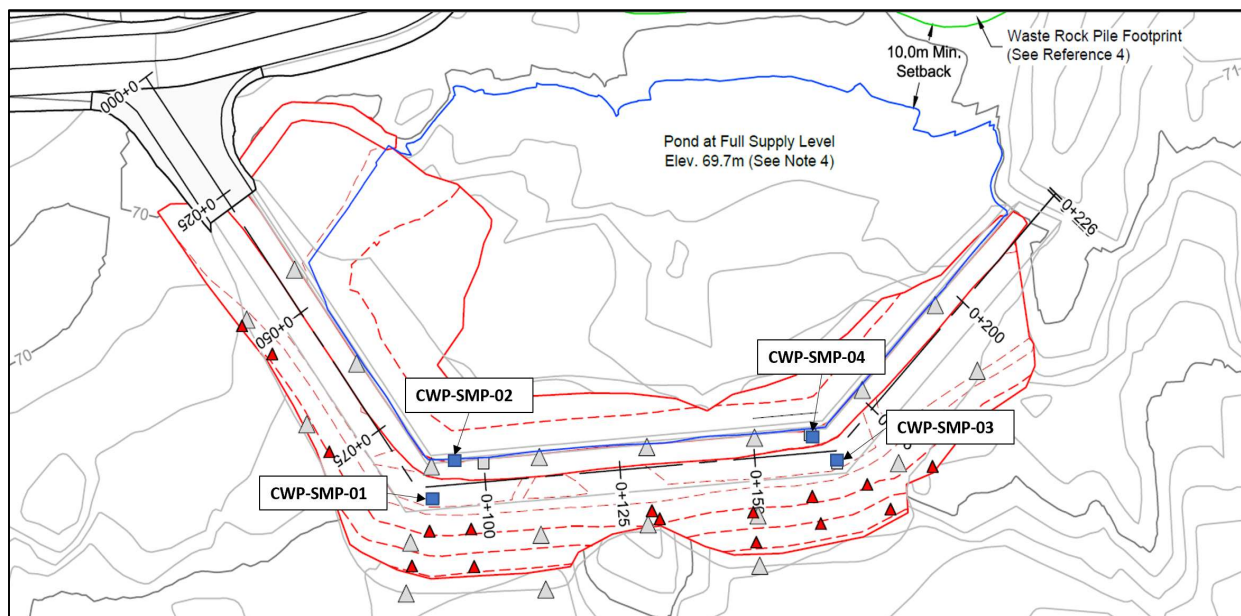 Waste Rock Pile Footprint
(See Reference 4)
10.0m Min.
Setback
71
0+000
Pond at Full Supply Level
Elev. 69.7m (See Note 4)
0+025
70
0+226
0+050
0+200
70
CWP-SMP-04
CWP-SMP-02
0+075
CWP-SMP-03
CWP-SMP-01
0+100
0+125